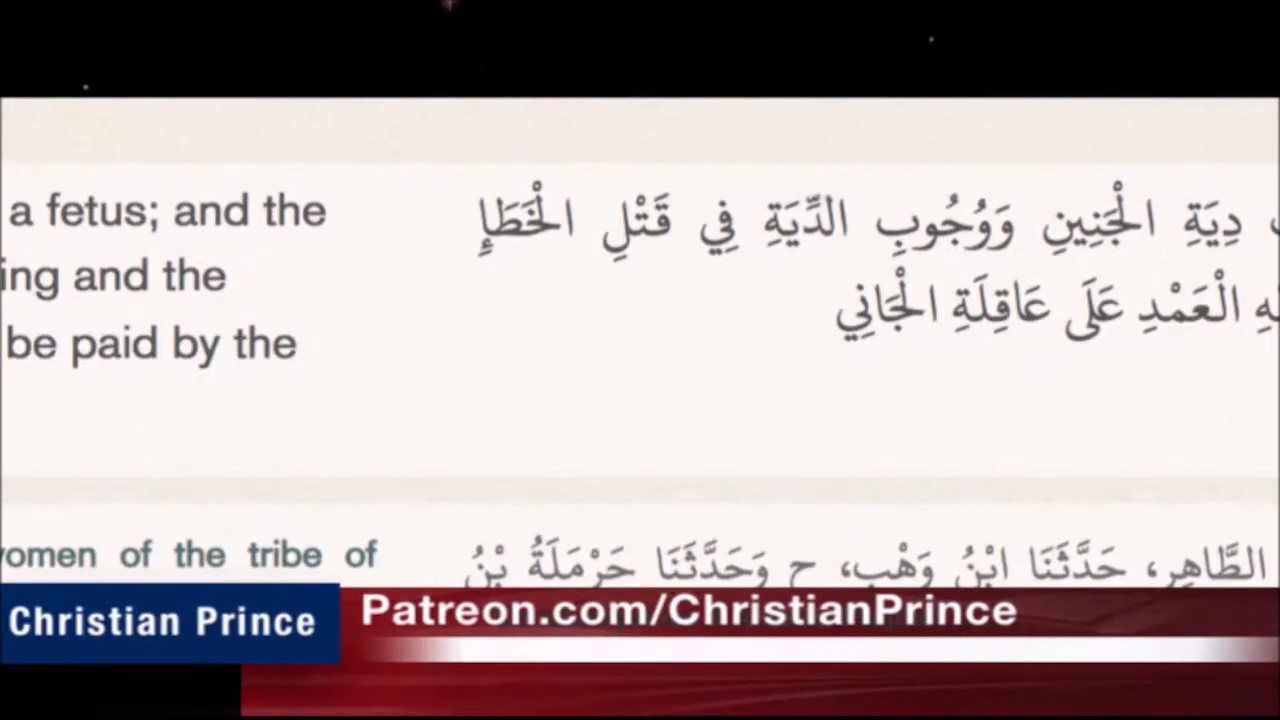 a fetus; and the
ing and the
be paid by the
دِيَةِ الْجَنِينِ وَوُجُوبِ الدِّيَةِ فِي قَتْلِ الْخَطَإِ
الْعَمْدِ عَلَى عَاقِلَةِ الْجَانِي
women of the tribe of
الطَّاهِرِ، حَدَّثَنَا ابْنُ وَهْبٍ، ح وَحَدَّثَنَا حَرْمَلَةُ بْنُ
Christian Prince
Patreon.com/ChristianPrince